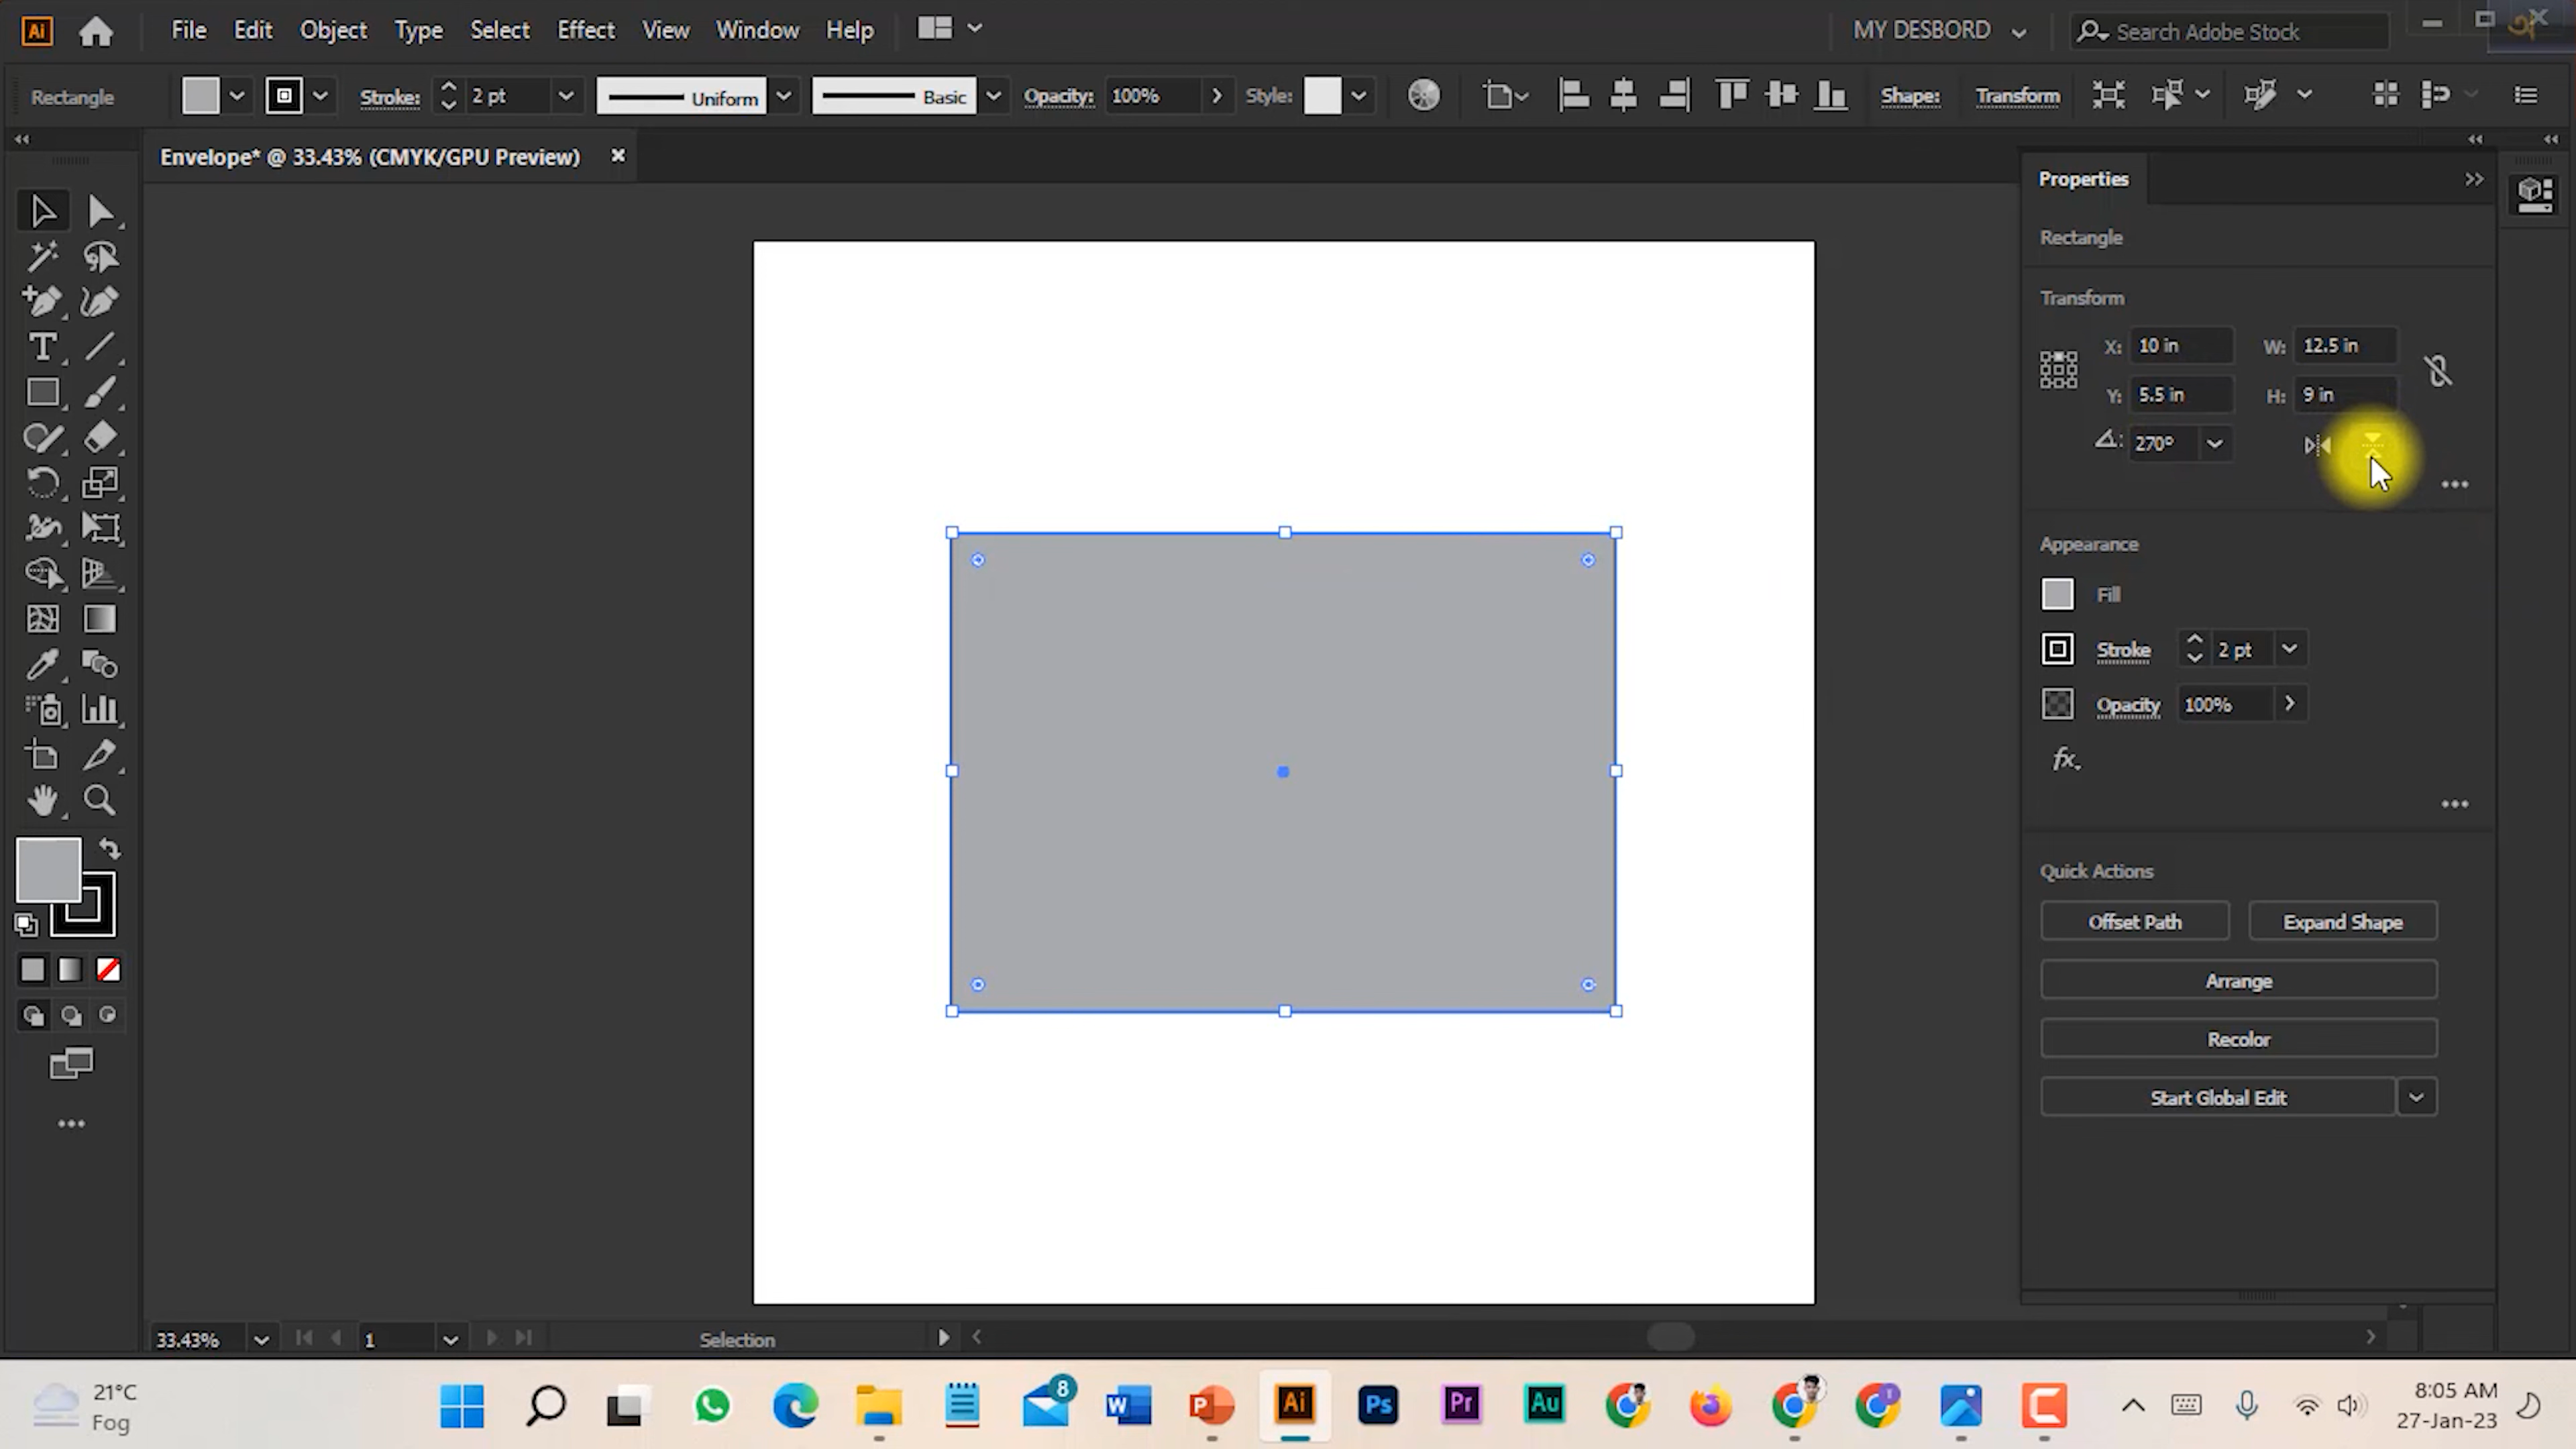 Ai File Edit Object Type Select Effect View Window Help MY DESBORD Search Adobe Stock
Rectangle Stroke: 2 pt Uniform Basic Opacity: 100% Style: Shape: Transform
Envelope* @ 33.43% (CMYK/GPU Preview)
Properties
Rectangle
Transform
X: 10 in W: 12.5 in
Y: 5.5 in H: 9 in
270°
Appearance
Fill
Stroke 2 pt
Opacity 100%
fx
Quick Actions
Offset Path Expand Shape
Arrange
Recolor
Start Global Edit
33.43% 1 Selection
21°C
Fog
8
W P Ai Ps Pr Au
8:05 AM
27-Jan-23